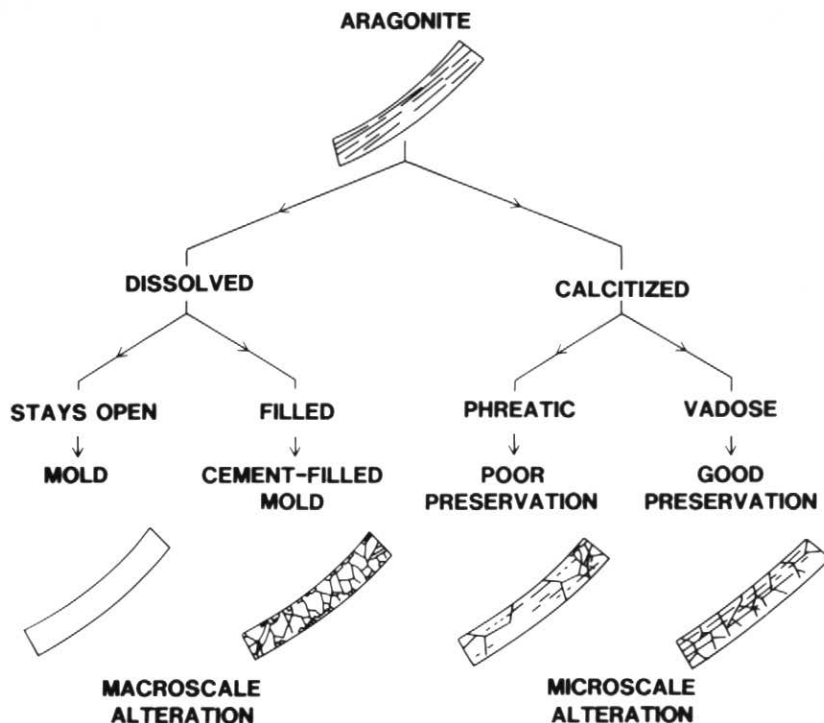 ARAGONITE
DISSOLVED
CALCITIZED
STAYS OPEN
FILLED
PHREATIC
VADOSE
MOLD
CEMENT-FILLED
MOLD
POOR
PRESERVATION
GOOD
PRESERVATION
MACROSCALE
ALTERATION
MICROSCALE
ALTERATION